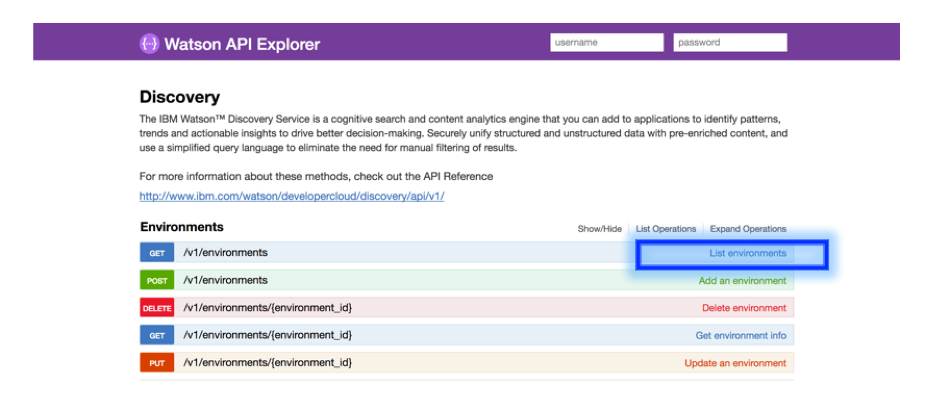 {··} Watson API Explorer username password
Discovery
The IBM Watson™ Discovery Service is a cognitive search and content analytics engine that you can add to applications to identify patterns,
trends and actionable insights to drive better decision-making. Securely unify structured and unstructured data with pre-enriched content, and
use a simplified query language to eliminate the need for manual filtering of results.
For more information about these methods, check out the API Reference
http://www.ibm.com/watson/developercloud/discovery/api/v1/
Environments Show/Hide List Operations Expand Operations
GET /v1/environments List environments
POST /v1/environments Add an environment
DELETE /v1/environments/{environment_id} Delete environment
GET /v1/environments/{environment_id} Get environment info
PUT /v1/environments/{environment_id} Update an environment